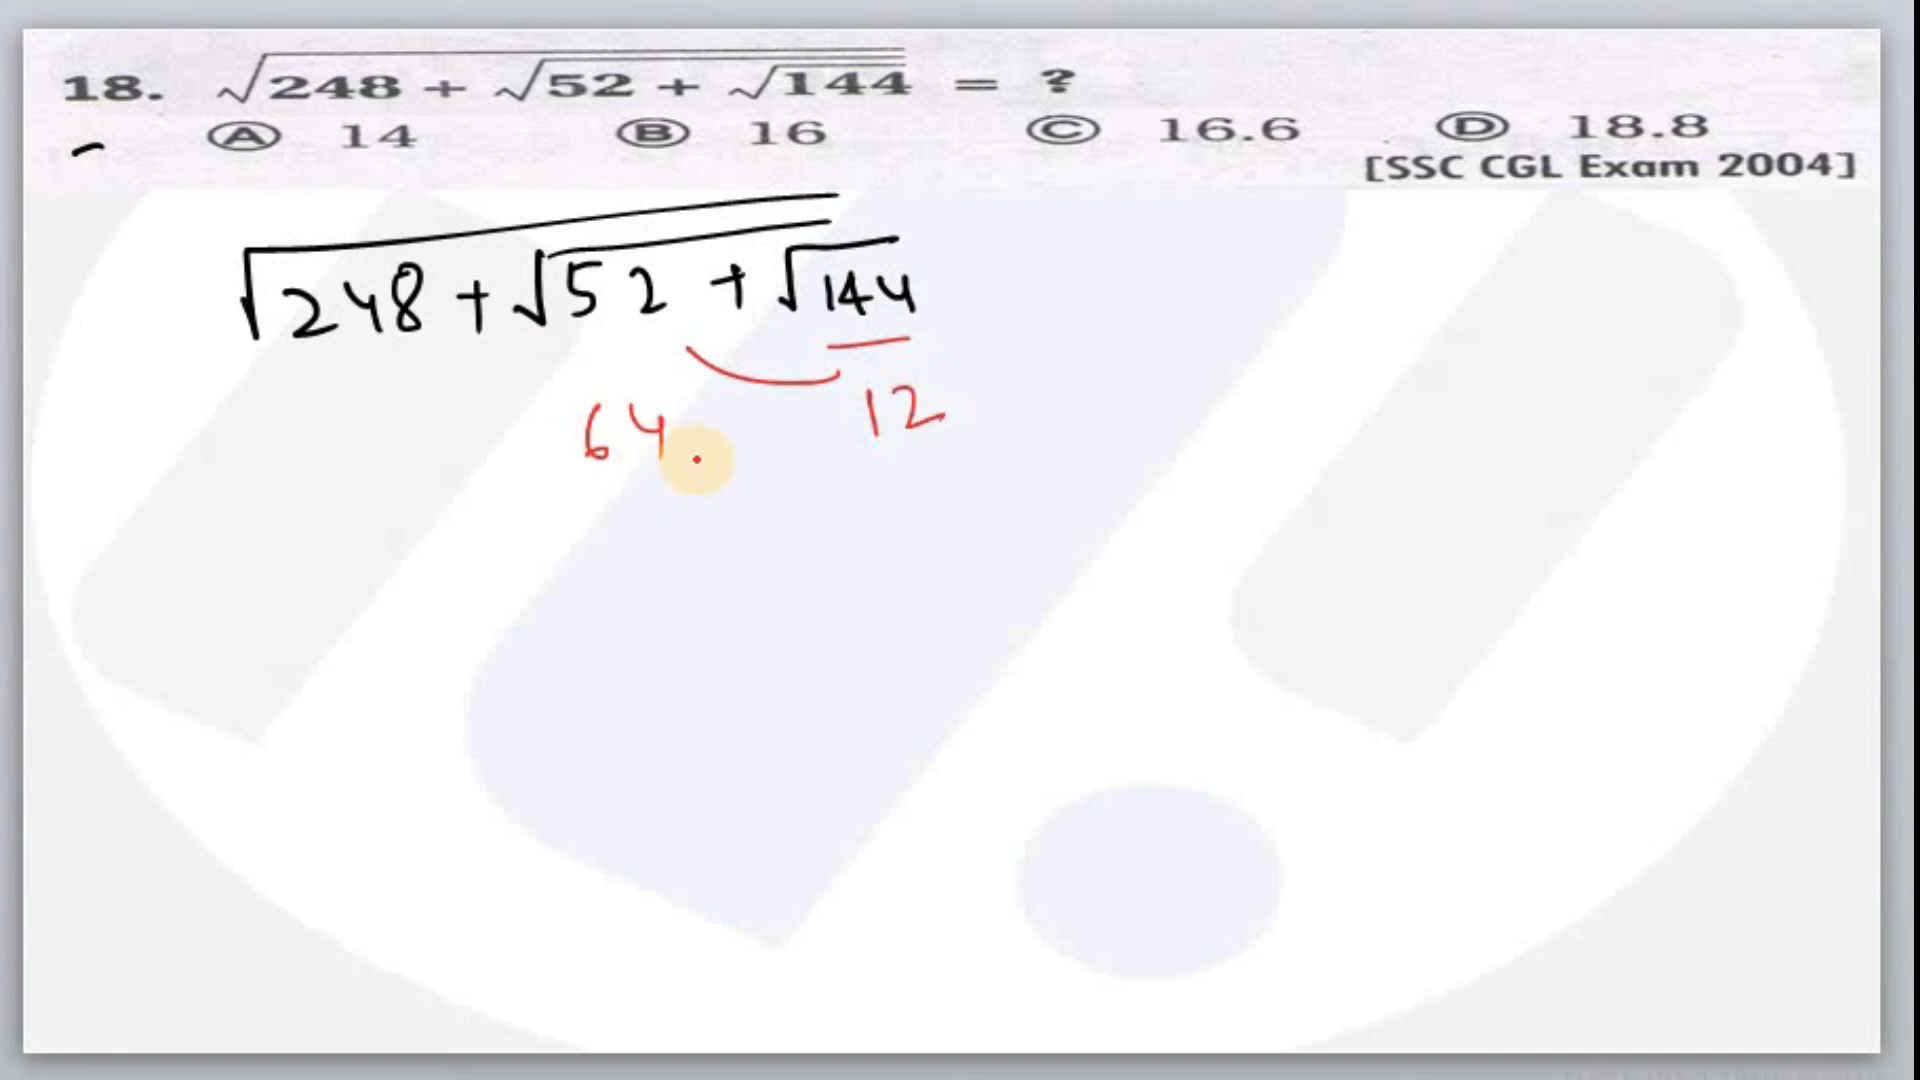 18. √248 + √52 + √144 = ?
Ⓐ 14 Ⓑ 16 Ⓒ 16.6 Ⓓ 18.8
[SSC CGL Exam 2004]
√248 + √52 + √144
12
64